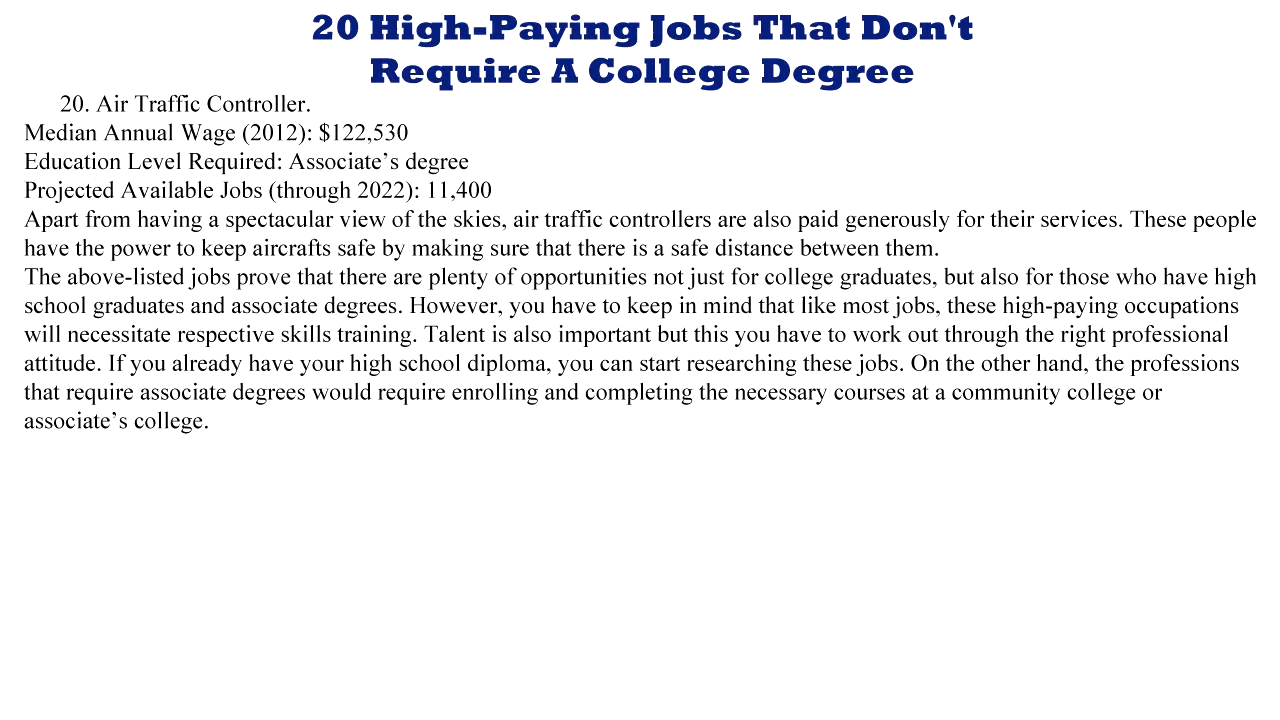 20 High-Paying Jobs That Don't
Require A College Degree
20. Air Traffic Controller.
Median Annual Wage (2012): $122,530
Education Level Required: Associate’s degree
Projected Available Jobs (through 2022): 11,400
Apart from having a spectacular view of the skies, air traffic controllers are also paid generously for their services. These people
have the power to keep aircrafts safe by making sure that there is a safe distance between them.
The above-listed jobs prove that there are plenty of opportunities not just for college graduates, but also for those who have high
school graduates and associate degrees. However, you have to keep in mind that like most jobs, these high-paying occupations
will necessitate respective skills training. Talent is also important but this you have to work out through the right professional
attitude. If you already have your high school diploma, you can start researching these jobs. On the other hand, the professions
that require associate degrees would require enrolling and completing the necessary courses at a community college or
associate’s college.